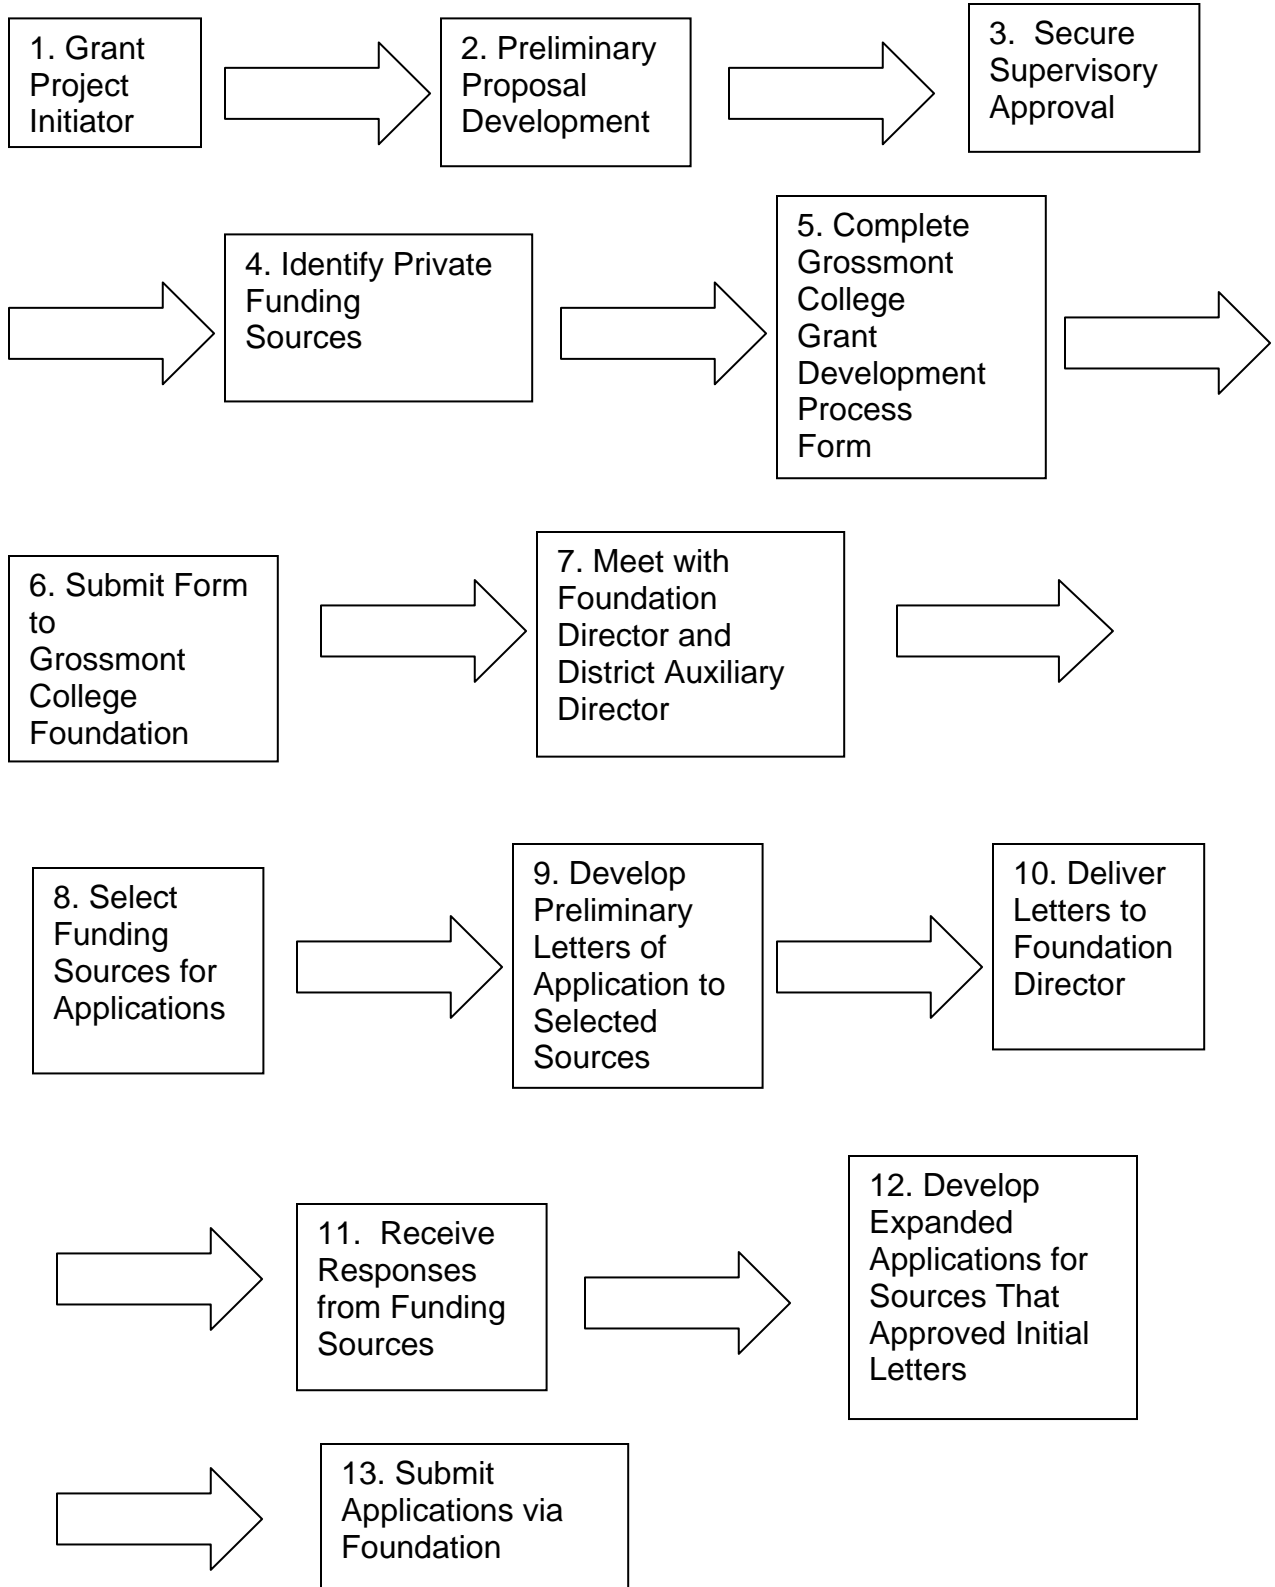 1. Grant
Project
Initiator
2. Preliminary
Proposal
Development
3.  Secure
Supervisory
Approval
4. Identify Private
Funding
Sources
5. Complete
Grossmont
College
Grant
Development
Process
Form
6. Submit Form
to
Grossmont
College
Foundation
7. Meet with
Foundation
Director and
District Auxiliary
Director
8. Select
Funding
Sources for
Applications
9. Develop
Preliminary
Letters of
Application to
Selected
Sources
10. Deliver
Letters to
Foundation
Director
11.  Receive
Responses
from Funding
Sources
12. Develop
Expanded
Applications for
Sources That
Approved Initial
Letters
13. Submit
Applications via
Foundation